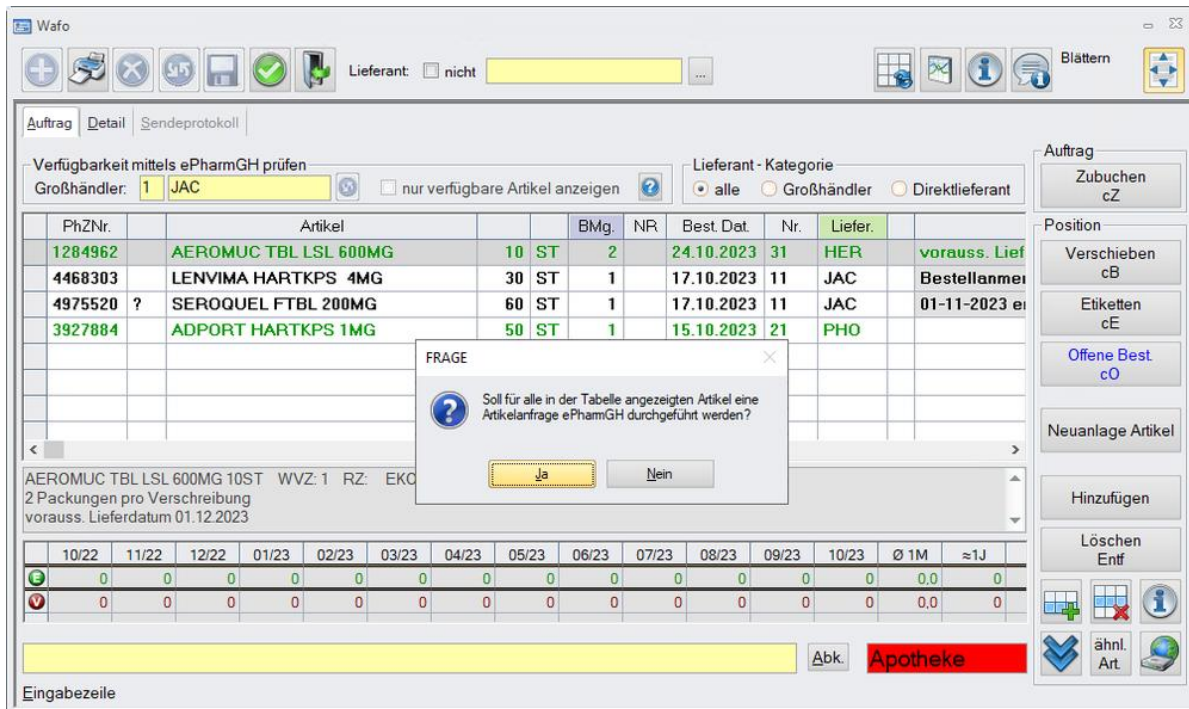 Wafo
Lieferant: nicht ... Blättern
Auftrag Detail Sendeprotokoll
Verfügbarkeit mittels ePharmGH prüfen
Großhändler: 1 JAC nur verfügbare Artikel anzeigen
Lieferant - Kategorie
alle Großhändler Direktlieferant
PhZNr. Artikel BMg. NR Best. Dat. Nr. Liefer.
1284962 AEROMUC TBL LSL 600MG 10 ST 2 24.10.2023 31 HER vorauss. Lief
4468303 LENVIMA HARTKPS 4MG 30 ST 1 17.10.2023 11 JAC Bestellanmer
4975520 ? SEROQUEL FTBL 200MG 60 ST 1 17.10.2023 11 JAC 01-11-2023 er
3927884 ADPORT HARTKPS 1MG 50 ST 1 15.10.2023 21 PHO
FRAGE
Soll für alle in der Tabelle angezeigten Artikel eine
Artikelanfrage ePharmGH durchgeführt werden?
Ja Nein
AEROMUC TBL LSL 600MG 10ST WVZ: 1 RZ: EKO
2 Packungen pro Verschreibung
vorauss. Lieferdatum 01.12.2023
10/22 11/22 12/22 01/23 02/23 03/23 04/23 05/23 06/23 07/23 08/23 09/23 10/23 Ø 1M ≈1J
E 0 0 0 0 0 0 0 0 0 0 0 0 0 0,0 0
V 0 0 0 0 0 0 0 0 0 0 0 0 0 0,0 0
Abk. Apotheke
Eingabezeile
Auftrag
Zubuchen
cZ
Position
Verschieben
cB
Etiketten
cE
Offene Best.
cO
Neuanlage Artikel
Hinzufügen
Löschen
Entf
ähnl.
Art.